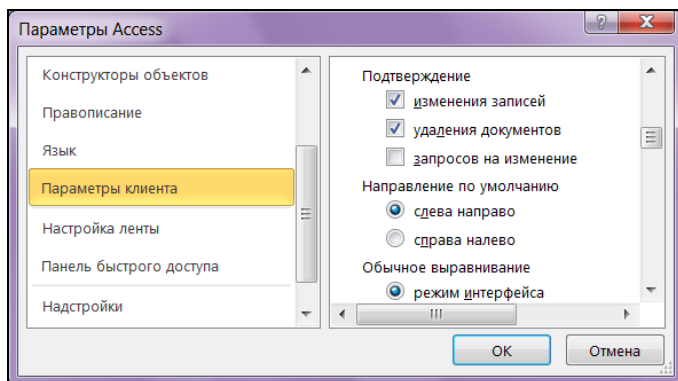 Параметры Access
Конструкторы объектов
Правописание
Язык
Параметры клиента
Настройка ленты
Панель быстрого доступа
Надстройки
Подтверждение
изменения записей
удаления документов
запросов на изменение
Направление по умолчанию
слева направо
справа налево
Обычное выравнивание
режим интерфейса
ОК
Отмена